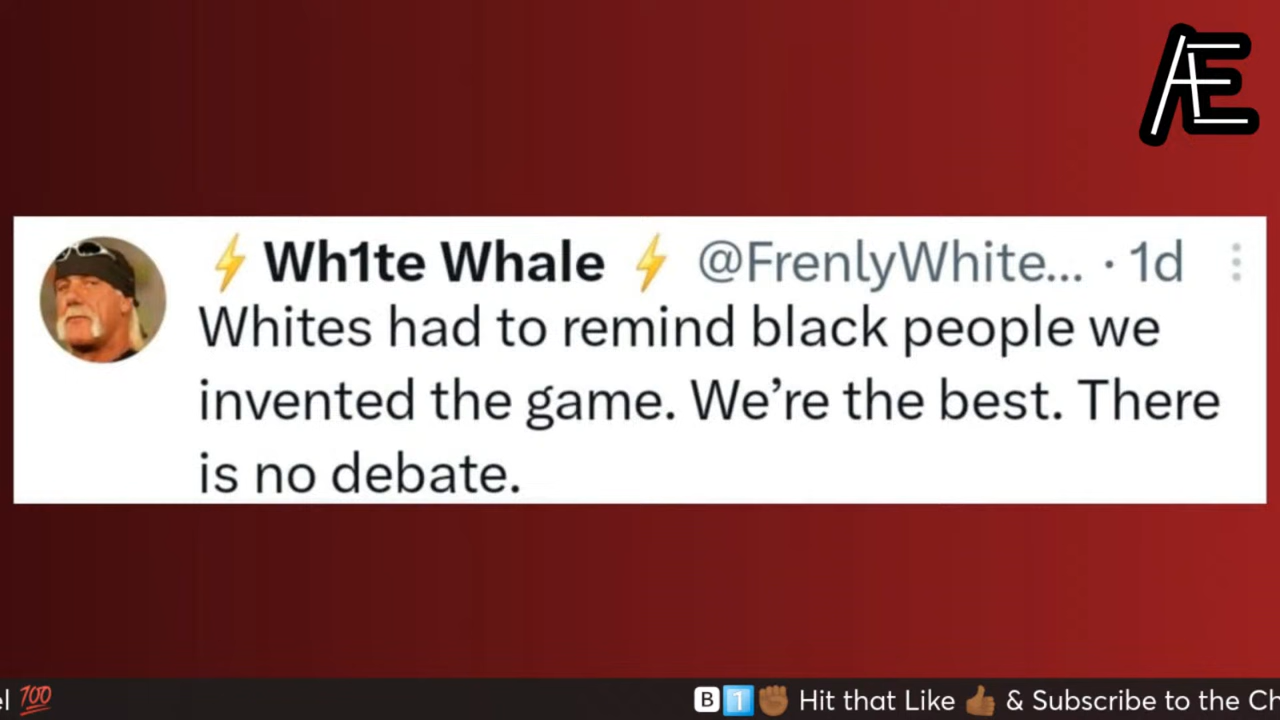 Æ
⚡ Wh1te Whale ⚡ @FrenlyWhite... · 1d
Whites had to remind black people we
invented the game. We’re the best. There
is no debate.
el 💯 🅱1️⃣✊🏾 Hit that Like 👍🏾 & Subscribe to the Ch